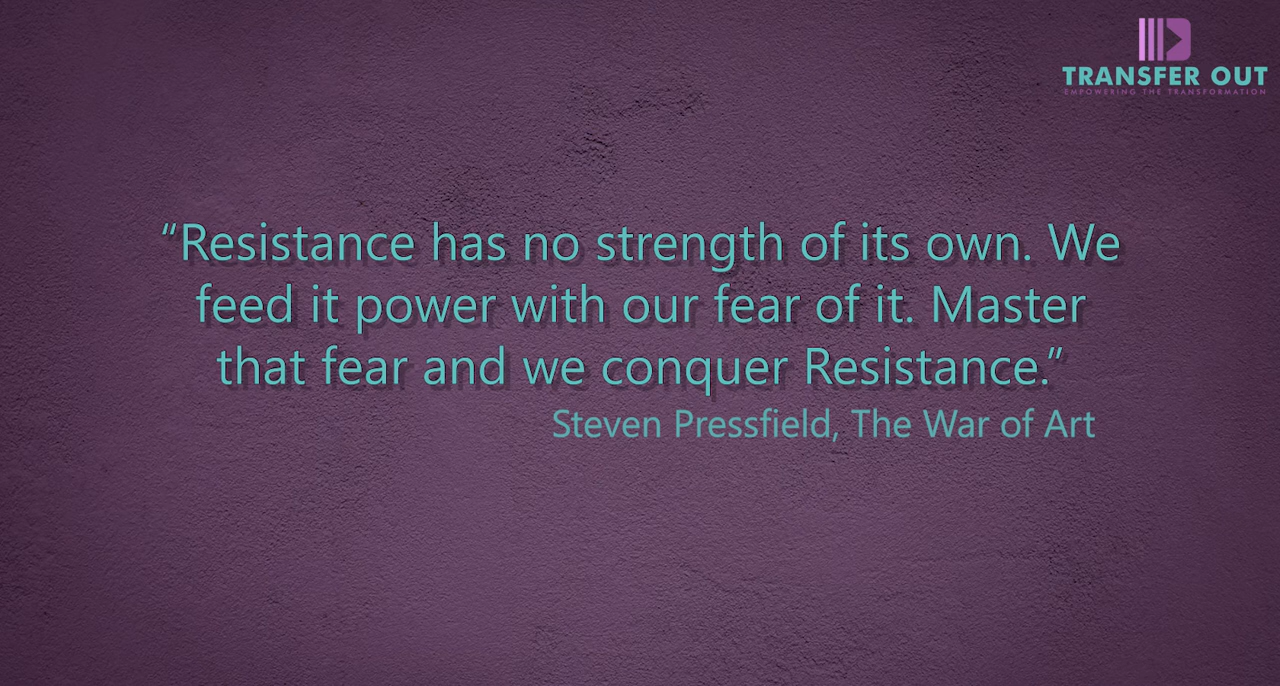 TRANSFER OUT
EMPOWERING THE TRANSFORMATION
“Resistance has no strength of its own. We
feed it power with our fear of it. Master
that fear and we conquer Resistance.”
Steven Pressfield, The War of Art